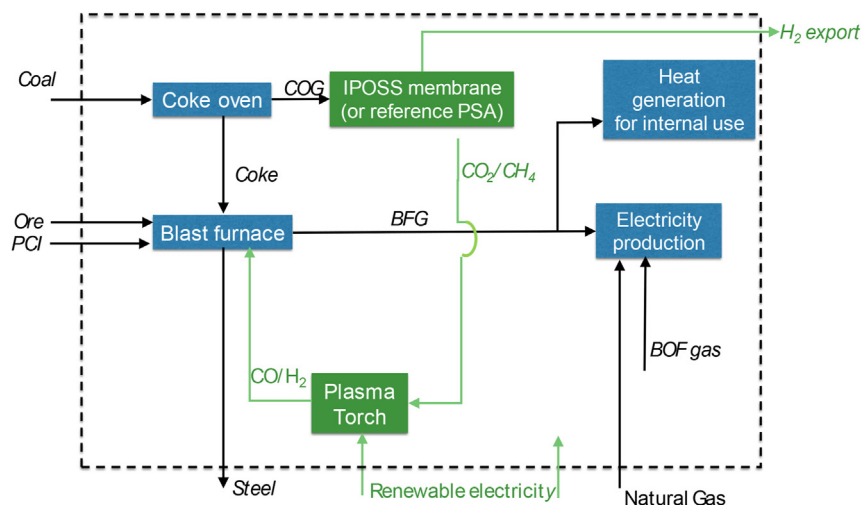 H2 export
Coal
Coke oven
COG
IPOSS membrane
(or reference PSA)
Heat
generation
for internal use
Coke
CO2/CH4
Ore
PCI
Blast furnace
BFG
Electricity
production
BOF gas
CO/H2
Plasma
Torch
Steel
Renewable electricity
Natural Gas